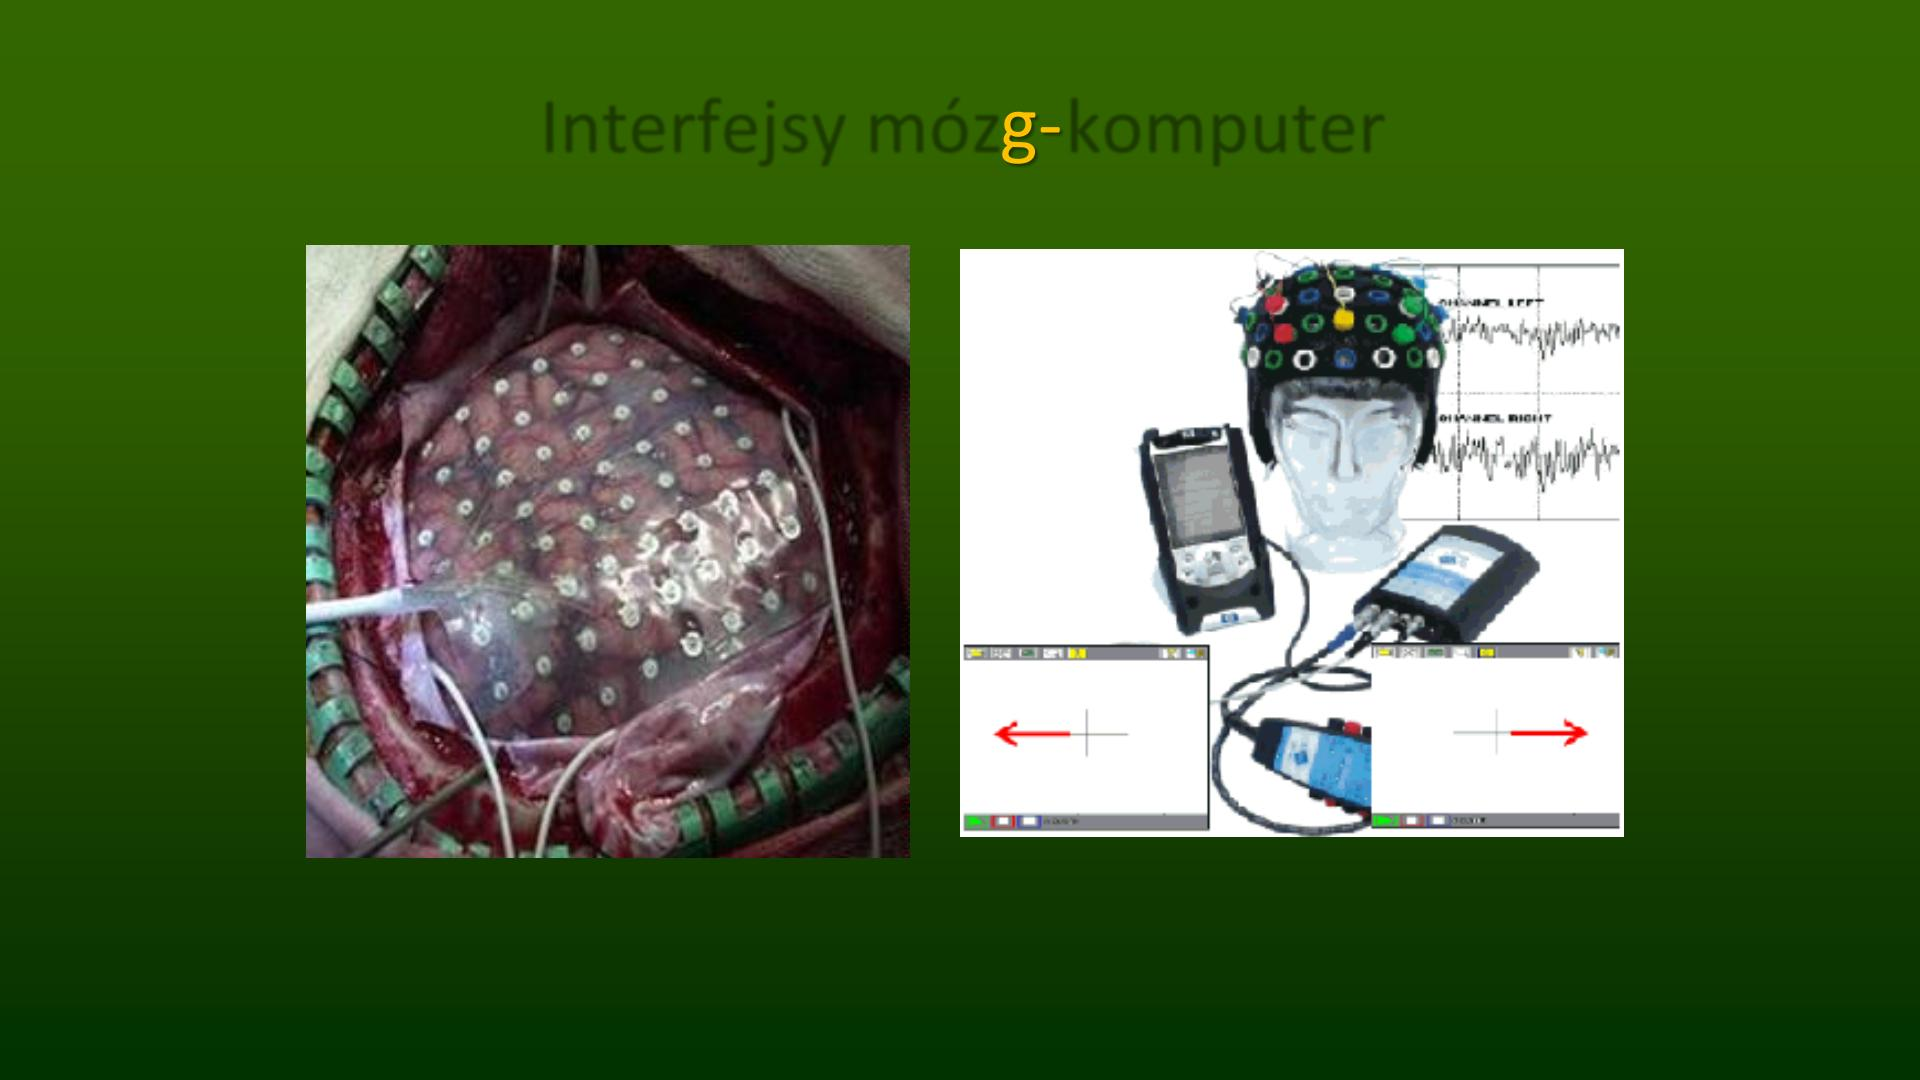 Interfejsy mózg-komputer
CHANNEL LEFT
CHANNEL RIGHT